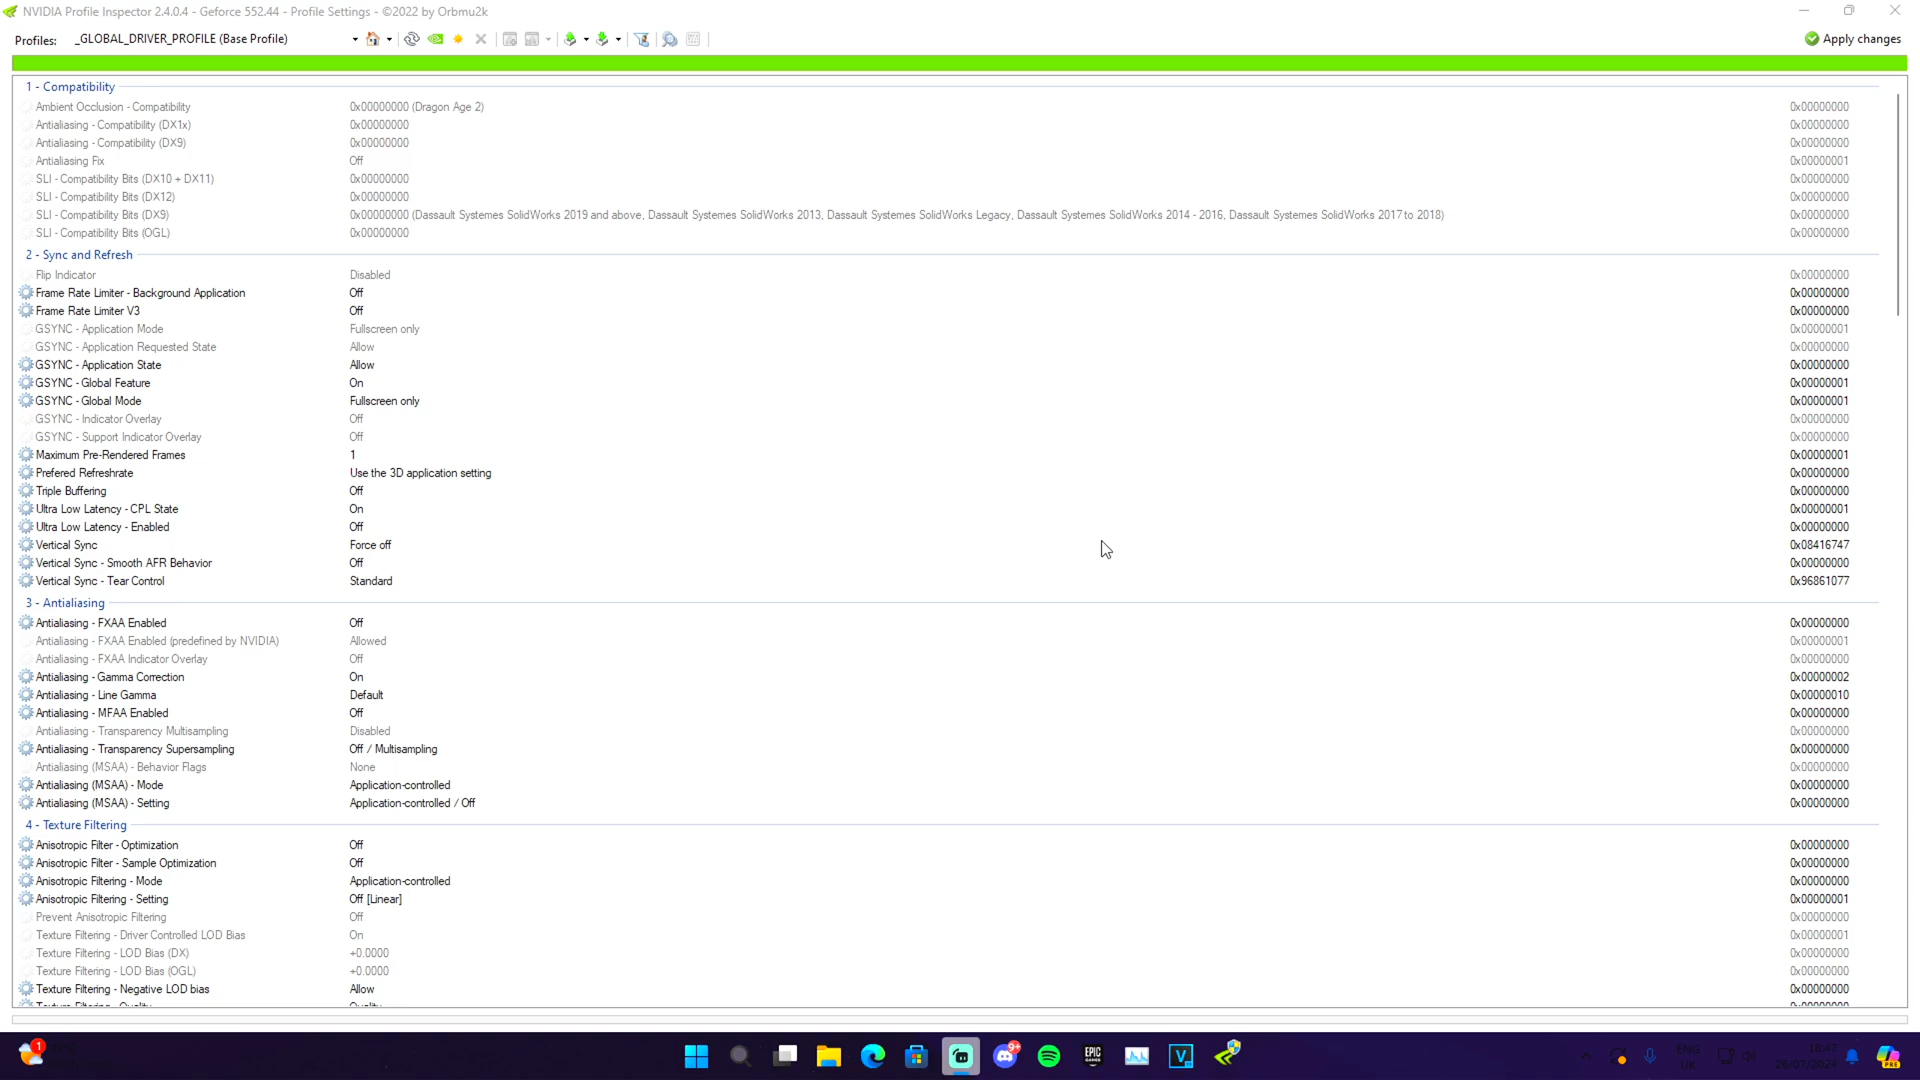 NVIDIA Profile Inspector 2.4.0.4 - Geforce 552.44 - Profile Settings - ©2022 by Orbmu2k
Profiles: _GLOBAL_DRIVER_PROFILE (Base Profile) Apply changes
1 - Compatibility
Ambient Occlusion - Compatibility 0x00000000 (Dragon Age 2) 0x00000000
Antialiasing - Compatibility (DX1x) 0x00000000 0x00000000
Antialiasing - Compatibility (DX9) 0x00000000 0x00000000
Antialiasing Fix Off 0x00000001
SLI - Compatibility Bits (DX10 + DX11) 0x00000000 0x00000000
SLI - Compatibility Bits (DX12) 0x00000000 0x00000000
SLI - Compatibility Bits (DX9) 0x00000000 (Dassault Systemes SolidWorks 2019 and above, Dassault Systemes SolidWorks 2013, Dassault Systemes SolidWorks Legacy, Dassault Systemes SolidWorks 2014 - 2016, Dassault Systemes SolidWorks 2017 to 2018) 0x00000000
SLI - Compatibility Bits (OGL) 0x00000000 0x00000000
2 - Sync and Refresh
Flip Indicator Disabled 0x00000000
Frame Rate Limiter - Background Application Off 0x00000000
Frame Rate Limiter V3 Off 0x00000000
GSYNC - Application Mode Fullscreen only 0x00000001
GSYNC - Application Requested State Allow 0x00000000
GSYNC - Application State Allow 0x00000000
GSYNC - Global Feature On 0x00000001
GSYNC - Global Mode Fullscreen only 0x00000001
GSYNC - Indicator Overlay Off 0x00000000
GSYNC - Support Indicator Overlay Off 0x00000000
Maximum Pre-Rendered Frames 1 0x00000001
Prefered Refreshrate Use the 3D application setting 0x00000000
Triple Buffering Off 0x00000000
Ultra Low Latency - CPL State On 0x00000001
Ultra Low Latency - Enabled Off 0x00000000
Vertical Sync Force off 0x08416747
Vertical Sync - Smooth AFR Behavior Off 0x00000000
Vertical Sync - Tear Control Standard 0x96861077
3 - Antialiasing
Antialiasing - FXAA Enabled Off 0x00000000
Antialiasing - FXAA Enabled (predefined by NVIDIA) Allowed 0x00000001
Antialiasing - FXAA Indicator Overlay Off 0x00000000
Antialiasing - Gamma Correction On 0x00000002
Antialiasing - Line Gamma Default 0x00000010
Antialiasing - MFAA Enabled Off 0x00000000
Antialiasing - Transparency Multisampling Disabled 0x00000000
Antialiasing - Transparency Supersampling Off / Multisampling 0x00000000
Antialiasing (MSAA) - Behavior Flags None 0x00000000
Antialiasing (MSAA) - Mode Application-controlled 0x00000000
Antialiasing (MSAA) - Setting Application-controlled / Off 0x00000000
4 - Texture Filtering
Anisotropic Filter - Optimization Off 0x00000000
Anisotropic Filter - Sample Optimization Off 0x00000000
Anisotropic Filtering - Mode Application-controlled 0x00000000
Anisotropic Filtering - Setting Off [Linear] 0x00000001
Prevent Anisotropic Filtering Off 0x00000000
Texture Filtering - Driver Controlled LOD Bias On 0x00000001
Texture Filtering - LOD Bias (DX) +0.0000 0x00000000
Texture Filtering - LOD Bias (OGL) +0.0000 0x00000000
Texture Filtering - Negative LOD bias Allow 0x00000000
Texture Filtering - Quality Quality 0x00000000
1 9+ EPIC GAMES V ENG PRE
UK 26/07/2024